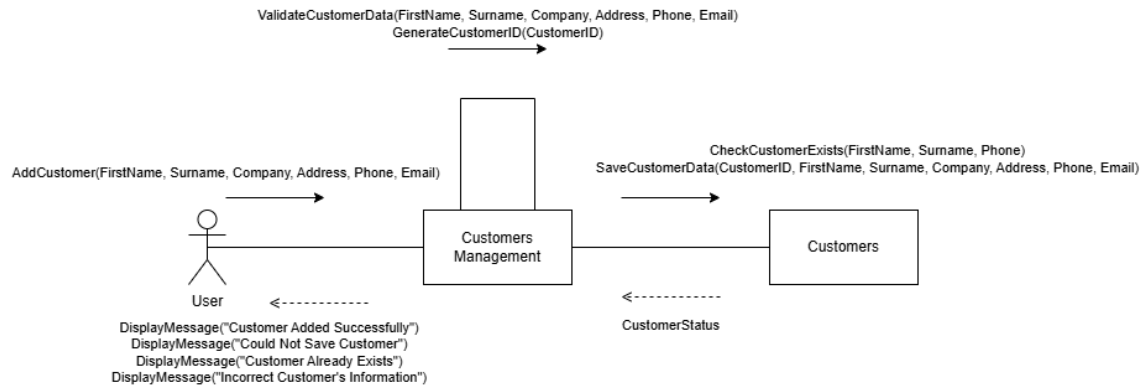 ValidateCustomerData(FirstName, Surname, Company, Address, Phone, Email)
GenerateCustomerID(CustomerID)
CheckCustomerExists(FirstName, Surname, Phone)
SaveCustomerData(CustomerID, FirstName, Surname, Company, Address, Phone, Email)
AddCustomer(FirstName, Surname, Company, Address, Phone, Email)
Customers
Management
Customers
User
CustomerStatus
DisplayMessage("Customer Added Successfully")
DisplayMessage("Could Not Save Customer")
DisplayMessage("Customer Already Exists")
DisplayMessage("Incorrect Customer's Information")